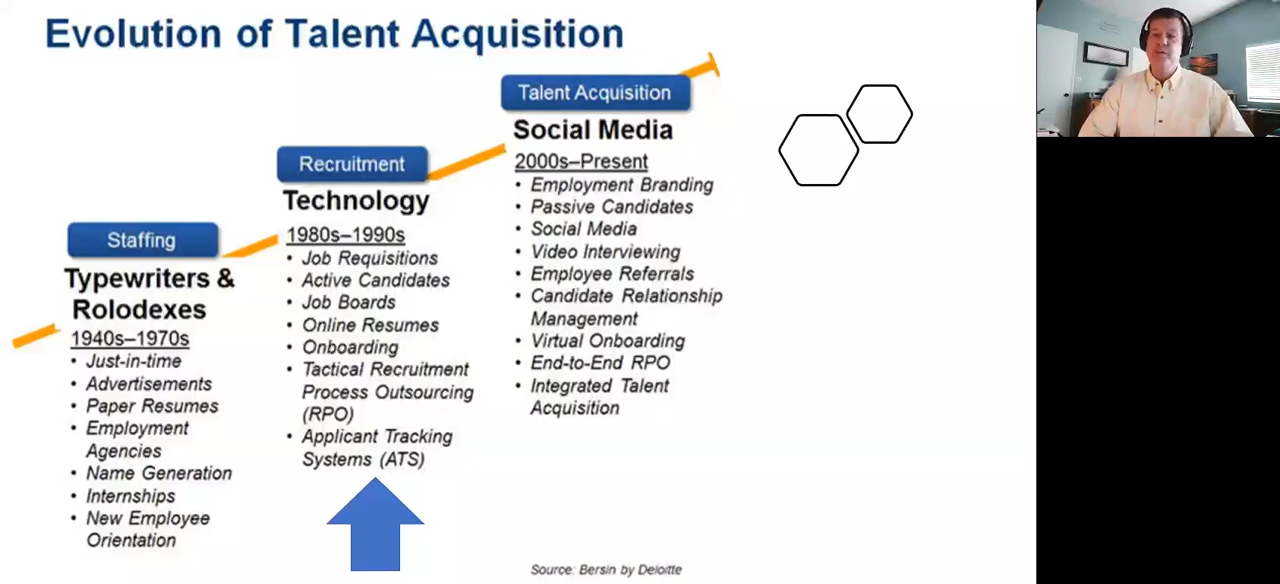 Evolution of Talent Acquisition
Staffing
Typewriters &
Rolodexes
1940s–1970s
• Just-in-time
• Advertisements
• Paper Resumes
• Employment
Agencies
• Name Generation
• Internships
• New Employee
Orientation
Recruitment
Technology
1980s–1990s
• Job Requisitions
• Active Candidates
• Job Boards
• Online Resumes
• Onboarding
• Tactical Recruitment
Process Outsourcing
(RPO)
• Applicant Tracking
Systems (ATS)
Talent Acquisition
Social Media
2000s–Present
• Employment Branding
• Passive Candidates
• Social Media
• Video Interviewing
• Employee Referrals
• Candidate Relationship
Management
• Virtual Onboarding
• End-to-End RPO
• Integrated Talent
Acquisition
Source: Bersin by Deloitte